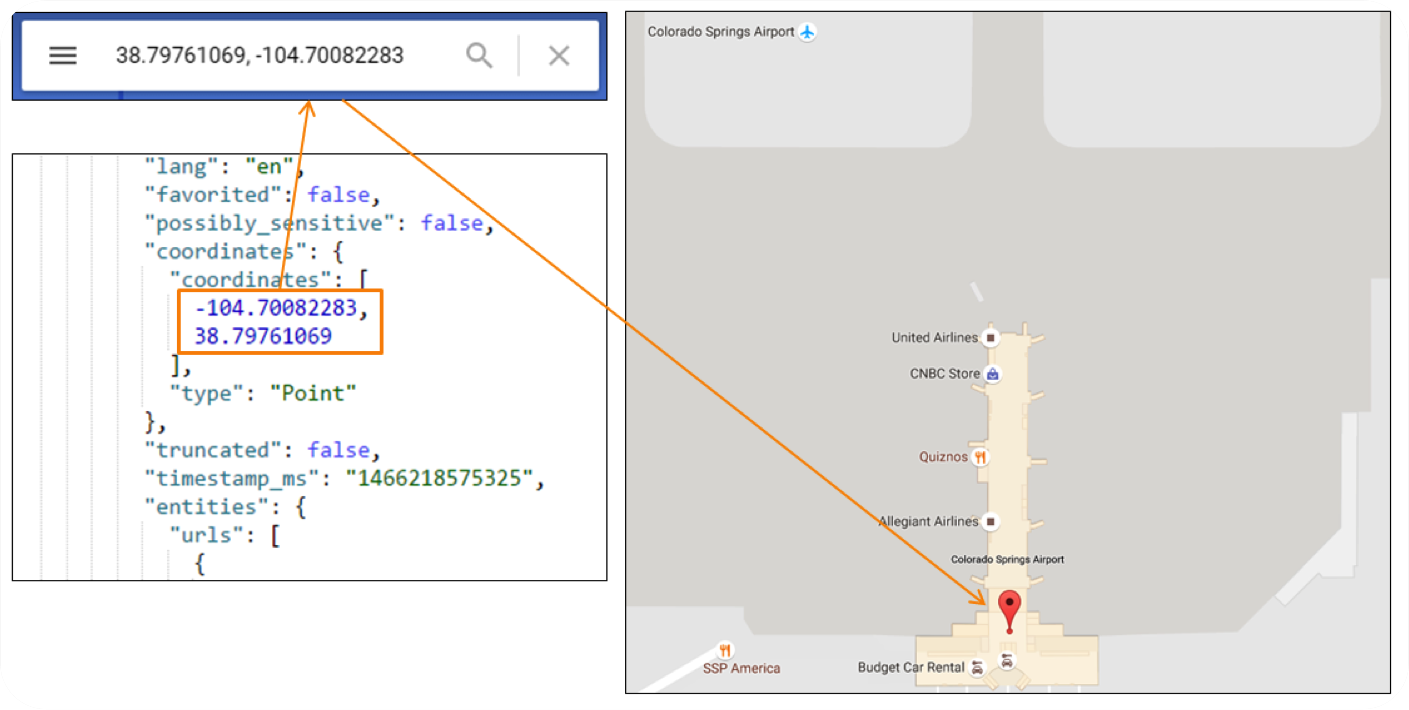 38.79761069, -104.70082283
"lang": "en",
"favorited": false,
"possibly_sensitive": false,
"coordinates": {
"coordinates": [
-104.70082283,
38.79761069
],
"type": "Point"
},
"truncated": false,
"timestamp_ms": "1466218575325",
"entities": {
"urls": [
{
Colorado Springs Airport
United Airlines
CNBC Store
Quiznos
Allegiant Airlines
Colorado Springs Airport
SSP America
Budget Car Rental